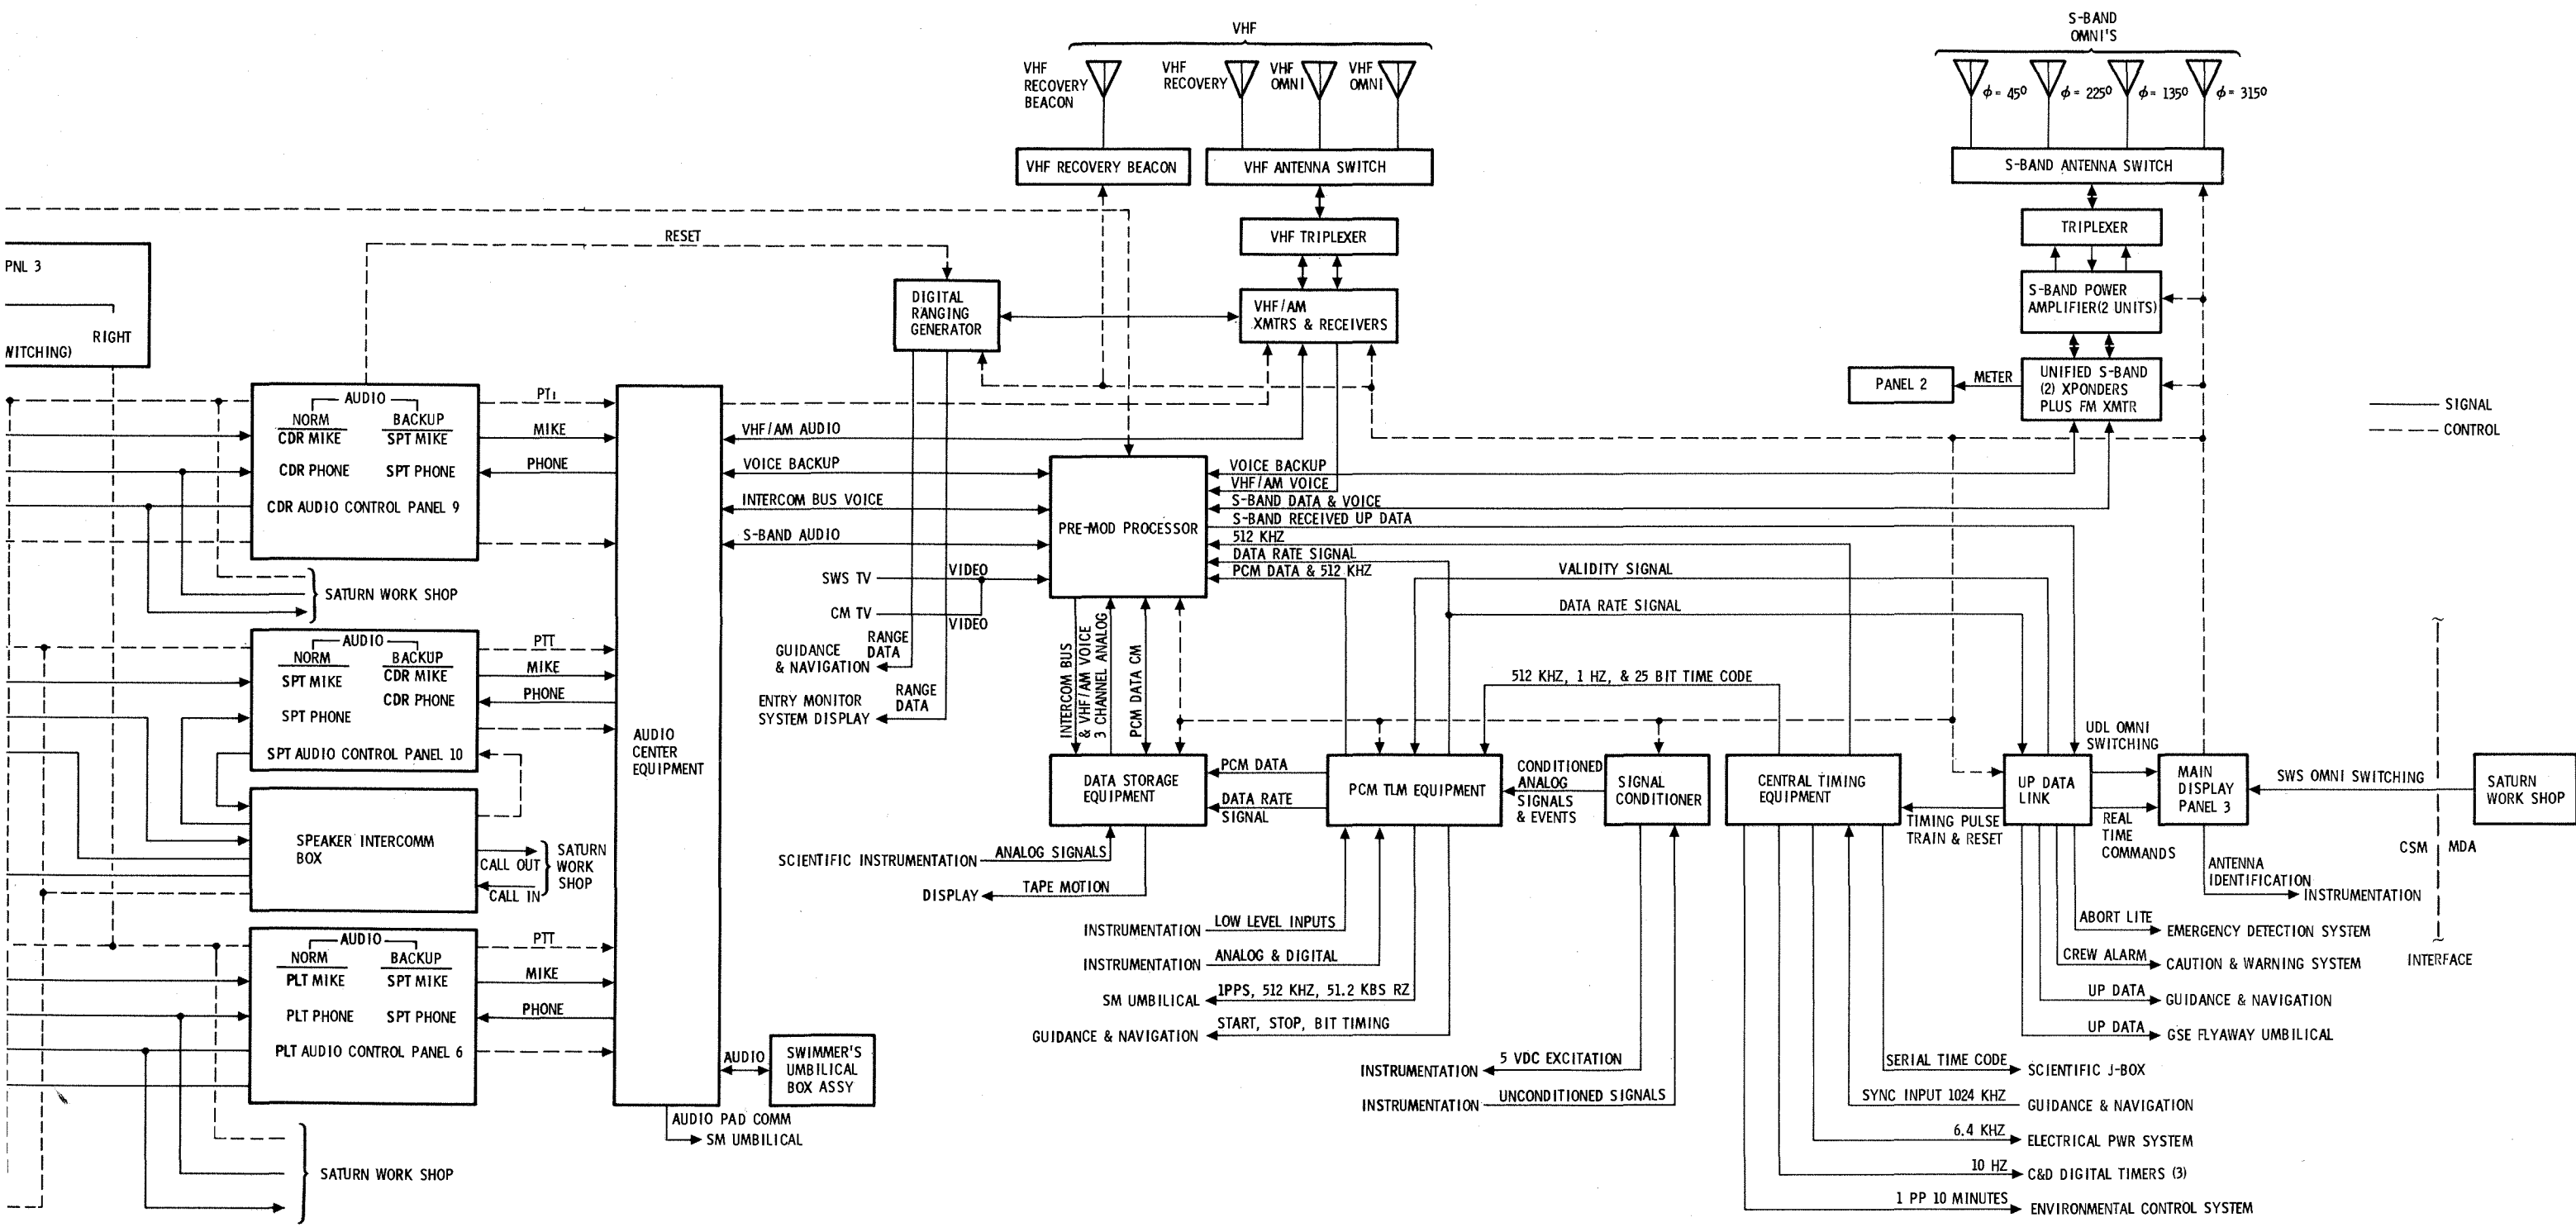 VHF
S-BAND
OMNI'S
VHF
RECOVERY
BEACON
VHF
RECOVERY
VHF
OMNI
VHF
OMNI
ϕ = 45º
ϕ = 225º
ϕ = 135º
ϕ = 315º
VHF RECOVERY BEACON
VHF ANTENNA SWITCH
S-BAND ANTENNA SWITCH
VHF TRIPLEXER
TRIPLEXER
RESET
PNL 3
RIGHT
WITCHING)
DIGITAL
RANGING
GENERATOR
VHF/AM
XMTRS & RECEIVERS
S-BAND POWER
AMPLIFIER(2 UNITS)
PANEL 2
METER
UNIFIED S-BAND
(2) XPONDERS
PLUS FM XMTR
SIGNAL
CONTROL
AUDIO
NORM
BACKUP
CDR MIKE
SPT MIKE
CDR PHONE
SPT PHONE
CDR AUDIO CONTROL PANEL 9
MIKE
PHONE
SATURN WORK SHOP
VHF/AM AUDIO
VOICE BACKUP
INTERCOM BUS VOICE
S-BAND AUDIO
SWS TV
VIDEO
CM TV
VIDEO
PRE-MOD PROCESSOR
VOICE BACKUP
VHF/AM VOICE
S-BAND DATA & VOICE
S-BAND RECEIVED UP DATA
512 KHZ
DATA RATE SIGNAL
PCM DATA & 512 KHZ
VALIDITY SIGNAL
DATA RATE SIGNAL
AUDIO
NORM
BACKUP
SPT MIKE
CDR MIKE
CDR PHONE
SPT PHONE
SPT AUDIO CONTROL PANEL 10
PTT
MIKE
PHONE
AUDIO
CENTER
EQUIPMENT
GUIDANCE
& NAVIGATION
RANGE
DATA
ENTRY MONITOR
SYSTEM DISPLAY
RANGE
DATA
INTERCOM BUS
& VHF/AM VOICE
3 CHANNEL ANALOG
PCM DATA CM
512 KHZ, 1 HZ, & 25 BIT TIME CODE
UDL OMNI
SWITCHING
DATA STORAGE
EQUIPMENT
PCM DATA
DATA RATE
SIGNAL
PCM TLM EQUIPMENT
CONDITIONED
ANALOG
SIGNALS
& EVENTS
SIGNAL
CONDITIONER
CENTRAL TIMING
EQUIPMENT
TIMING PULSE
TRAIN & RESET
UP DATA
LINK
REAL
TIME
COMMANDS
MAIN
DISPLAY
PANEL 3
SWS OMNI SWITCHING
SATURN
WORK SHOP
CSM
MDA
INTERFACE
SPEAKER INTERCOMM
BOX
CALL OUT
CALL IN
SATURN
WORK
SHOP
SCIENTIFIC INSTRUMENTATION
ANALOG SIGNALS
DISPLAY
TAPE MOTION
ANTENNA
IDENTIFICATION
INSTRUMENTATION
INSTRUMENTATION
LOW LEVEL INPUTS
INSTRUMENTATION
ANALOG & DIGITAL
SM UMBILICAL
1PPS, 512 KHZ, 51.2 KBS RZ
GUIDANCE & NAVIGATION
START, STOP, BIT TIMING
ABORT LITE
EMERGENCY DETECTION SYSTEM
CREW ALARM
CAUTION & WARNING SYSTEM
UP DATA
GUIDANCE & NAVIGATION
UP DATA
GSE FLYAWAY UMBILICAL
AUDIO
NORM
BACKUP
PLT MIKE
SPT MIKE
PLT PHONE
SPT PHONE
PLT AUDIO CONTROL PANEL 6
PTT
MIKE
PHONE
AUDIO
SWIMMER'S
UMBILICAL
BOX ASSY
AUDIO PAD COMM
SM UMBILICAL
INSTRUMENTATION
5 VDC EXCITATION
INSTRUMENTATION
UNCONDITIONED SIGNALS
SERIAL TIME CODE
SCIENTIFIC J-BOX
SYNC INPUT 1024 KHZ
GUIDANCE & NAVIGATION
6.4 KHZ
ELECTRICAL PWR SYSTEM
10 HZ
C&D DIGITAL TIMERS (3)
1 PP 10 MINUTES
ENVIRONMENTAL CONTROL SYSTEM
SATURN WORK SHOP